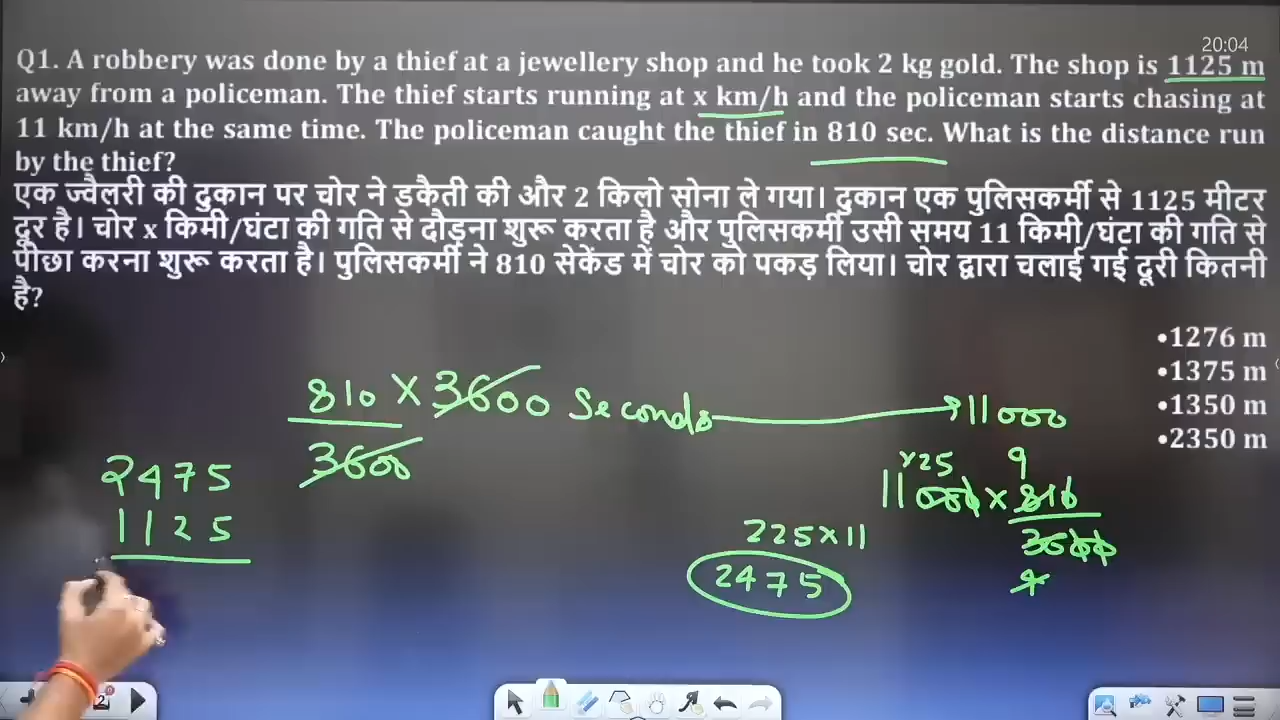 20:04
Q1. A robbery was done by a thief at a jewellery shop and he took 2 kg gold. The shop is 1125 m
away from a policeman. The thief starts running at x km/h and the policeman starts chasing at
11 km/h at the same time. The policeman caught the thief in 810 sec. What is the distance run
by the thief?
एक ज्वैलरी की दुकान पर चोर ने डकैती की और 2 किलो सोना ले गया। दुकान एक पुलिसकर्मी से 1125 मीटर
दूर है। चोर x किमी/घंटा की गति से दौड़ना शुरू करता है और पुलिसकर्मी उसी समय 11 किमी/घंटा की गति से
पीछा करना शुरू करता है। पुलिसकर्मी ने 810 सेकेंड में चोर को पकड़ लिया। चोर द्वारा चलाई गई दूरी कितनी
है?
•1276 m
•1375 m
•1350 m
•2350 m
810 × 3600 Seconds 11000
3600
×25 9
11000 × 810
3600
4
225×11
2475
2475
1125